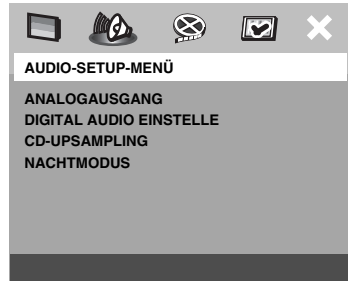 AUDIO-SETUP-MENÜ
ANALOGAUSGANG
DIGITAL AUDIO EINSTELLE
CD-UPSAMPLING
NACHTMODUS